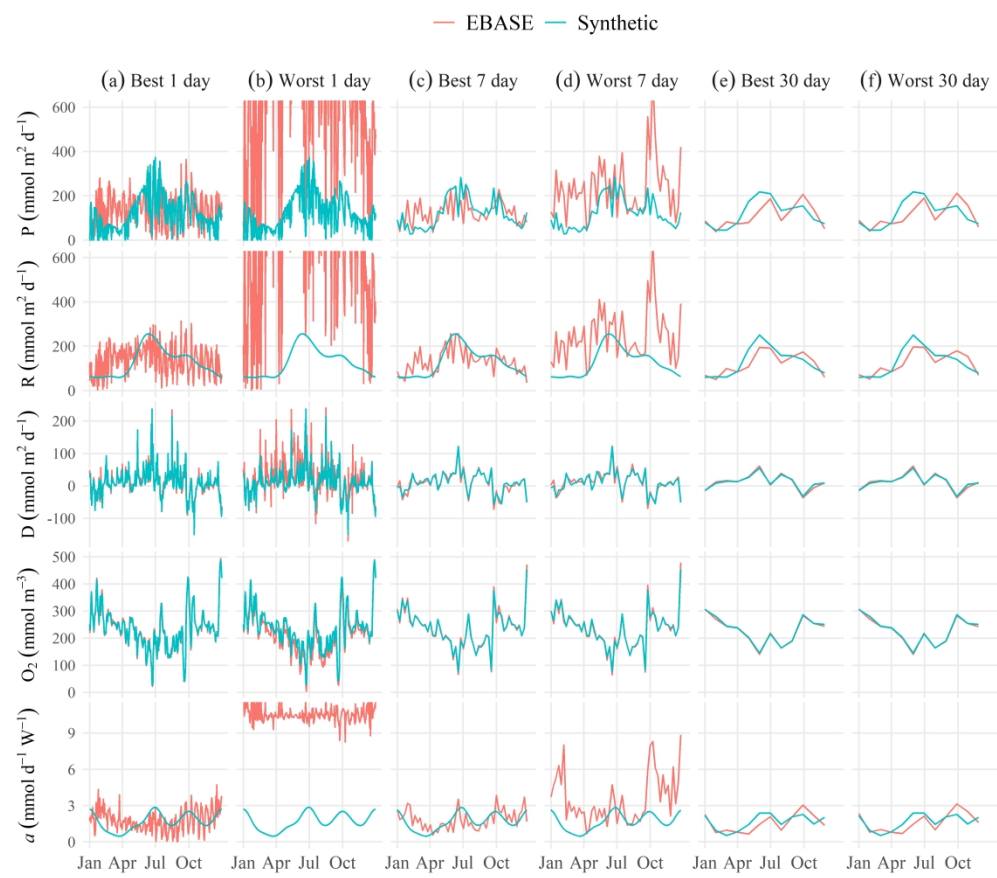 EBASE Synthetic
(a) Best 1 day (b) Worst 1 day (c) Best 7 day (d) Worst 7 day (e) Best 30 day (f) Worst 30 day
P (mmol m² d⁻¹)
600
400
200
0
R (mmol m² d⁻¹)
600
400
200
0
D (mmol m² d⁻¹)
200
100
0
-100
O₂ (mmol m⁻³)
500
400
300
200
100
0
a (mmol d⁻¹ W⁻¹)
9
6
3
0
Jan Apr Jul Oct Jan Apr Jul Oct Jan Apr Jul Oct Jan Apr Jul Oct Jan Apr Jul Oct Jan Apr Jul Oct